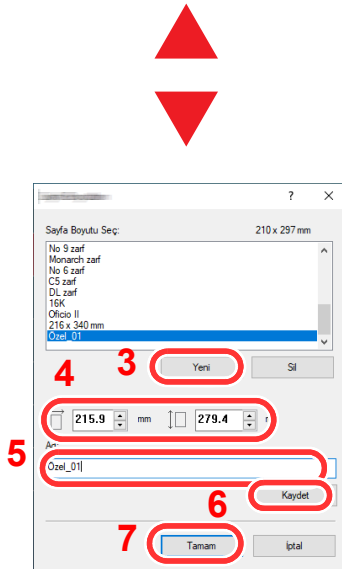 ? ×
Sayfa Boyutu Seç: 210 x 297 mm
No 9 zarf
Monarch zarf
No 6 zarf
C5 zarf
DL zarf
16K
Oficio II
216 x 340 mm
Özel_01
3 Yeni Sil
4
215.9 mm 279.4
5
Özel_01
6 Kaydet
7 Tamam İptal